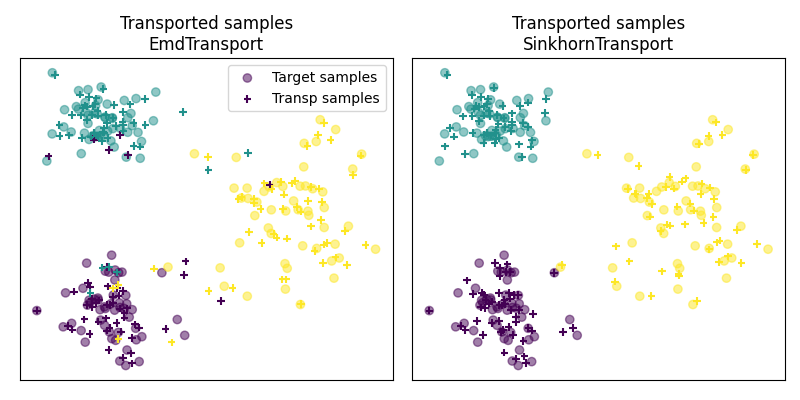 Transported samples
EmdTransport
Target samples
Transp samples
Transported samples
SinkhornTransport